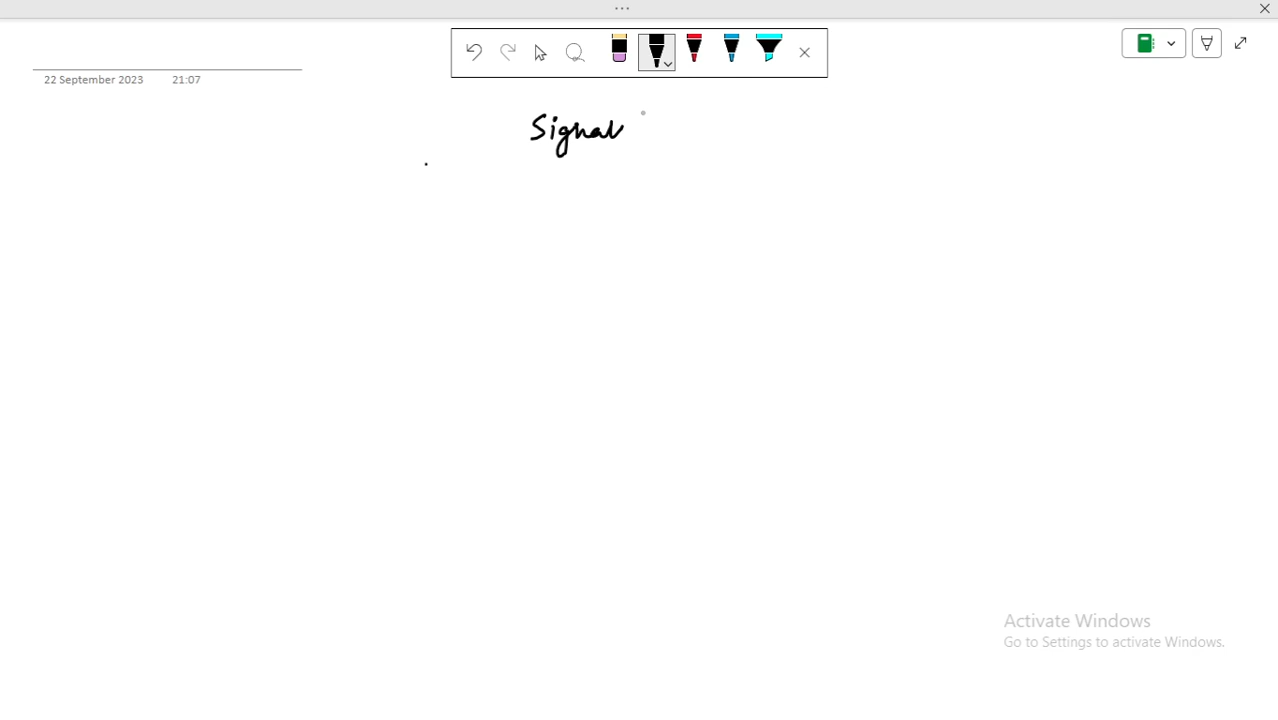 22 September 2023 21:07
Signal
Activate Windows
Go to Settings to activate Windows.